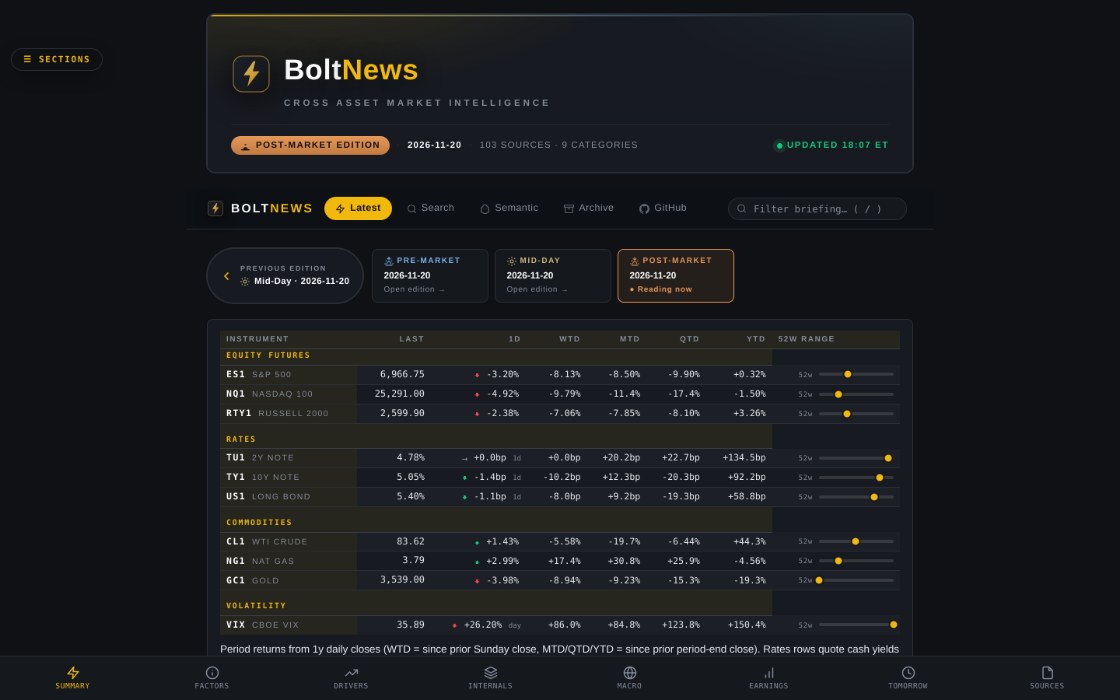 ☰ SECTIONS
BoltNews
CROSS ASSET MARKET INTELLIGENCE
POST-MARKET EDITION · 2026-11-20 · 103 SOURCES · 9 CATEGORIES UPDATED 18:07 ET
BOLTNEWS Latest Search Semantic Archive GitHub Filter briefing… ( / )
PREVIOUS EDITION
Mid-Day · 2026-11-20
PRE-MARKET
2026-11-20
Open edition →
MID-DAY
2026-11-20
Open edition →
POST-MARKET
2026-11-20
● Reading now
INSTRUMENT LAST 1D WTD MTD QTD YTD 52W RANGE
EQUITY FUTURES
ES1 S&P 500 6,966.75 -3.20% -8.13% -8.50% -9.90% +0.32% 52w
NQ1 NASDAQ 100 25,291.00 -4.92% -9.79% -11.4% -17.4% -1.50% 52w
RTY1 RUSSELL 2000 2,599.90 -2.38% -7.06% -7.85% -8.10% +3.26% 52w
RATES
TU1 2Y NOTE 4.78% → +0.0bp 1d +0.0bp +20.2bp +22.7bp +134.5bp 52w
TY1 10Y NOTE 5.05% -1.4bp 1d -10.2bp +12.3bp -20.3bp +92.2bp 52w
US1 LONG BOND 5.40% -1.1bp 1d -8.0bp +9.2bp -19.3bp +58.8bp 52w
COMMODITIES
CL1 WTI CRUDE 83.62 +1.43% -5.58% -19.7% -6.44% +44.3% 52w
NG1 NAT GAS 3.79 +2.99% +17.4% +30.8% +25.9% -4.56% 52w
GC1 GOLD 3,539.00 -3.98% -8.94% -9.23% -15.3% -19.3% 52w
VOLATILITY
VIX CBOE VIX 35.89 +26.20% day +86.0% +84.8% +123.8% +150.4% 52w
Period returns from 1y daily closes (WTD = since prior Sunday close, MTD/QTD/YTD = since prior period-end close). Rates rows quote cash yields
SUMMARY FACTORS DRIVERS INTERNALS MACRO EARNINGS TOMORROW SOURCES